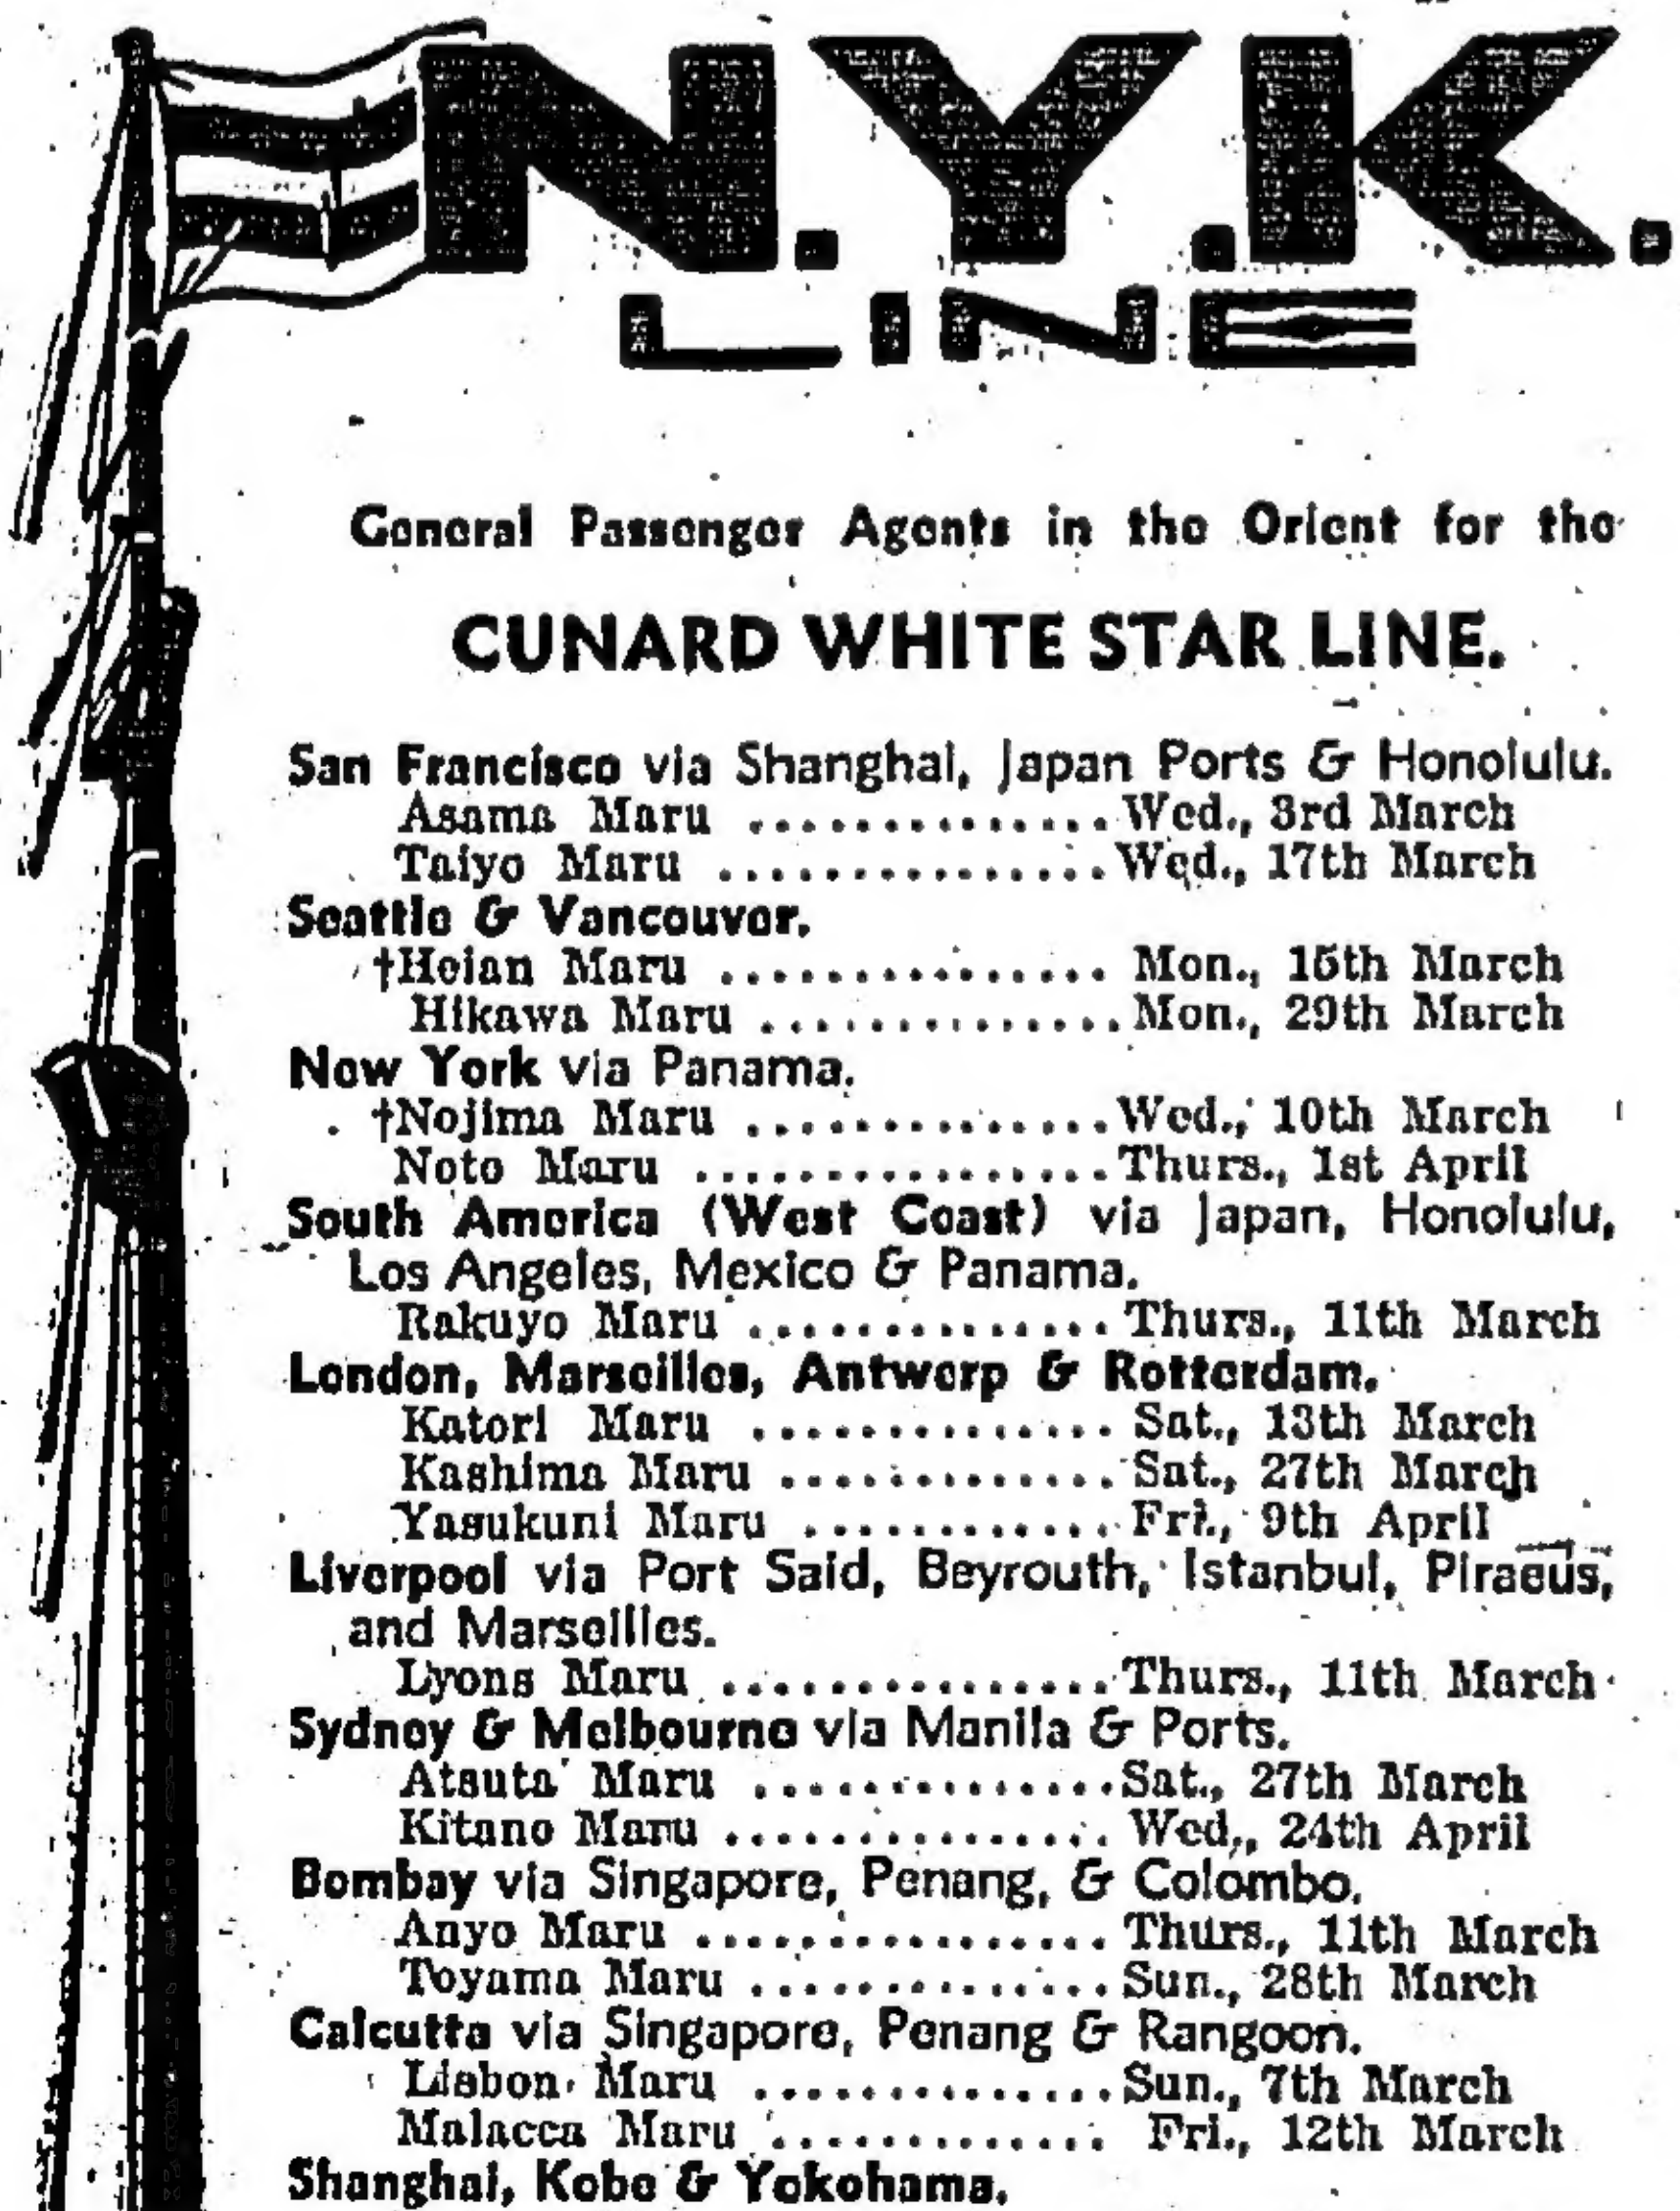 N.Y.K.
LINE
General Passenger Agents in the Orient for the
CUNARD WHITE STAR LINE.
San Francisco via Shanghai, Japan Ports & Honolulu.
Asama Maru ..............Wed., 3rd March
Taiyo Maru ...............Wed., 17th March
Seattle & Vancouver.
†Heian Maru ............... Mon., 15th March
Hikawa Maru ..............Mon., 29th March
New York via Panama.
†Nojima Maru ..............Wed., 10th March
Noto Maru ................Thurs., 1st April
South America (West Coast) via Japan, Honolulu,
Los Angeles, Mexico & Panama.
Rakuyo Maru ..............Thurs., 11th March
London, Marseilles, Antwerp & Rotterdam.
Katori Maru .............. Sat., 13th March
Kashima Maru .............Sat., 27th March
Yasukuni Maru ............Fri., 9th April
Liverpool via Port Said, Beyrouth, Istanbul, Piraeus,
and Marseilles.
Lyons Maru ...............Thurs., 11th March
Sydney & Melbourne via Manila & Ports.
Atsuta Maru ..............Sat., 27th March
Kitano Maru ............... Wed., 24th April
Bombay via Singapore, Penang, & Colombo.
Anyo Maru ................ Thurs., 11th March
Toyama Maru ..............Sun., 28th March
Calcutta via Singapore, Penang & Rangoon.
Lisbon Maru ..............Sun., 7th March
Malacca Maru ............. Fri., 12th March
Shanghai, Kobe & Yokohama.